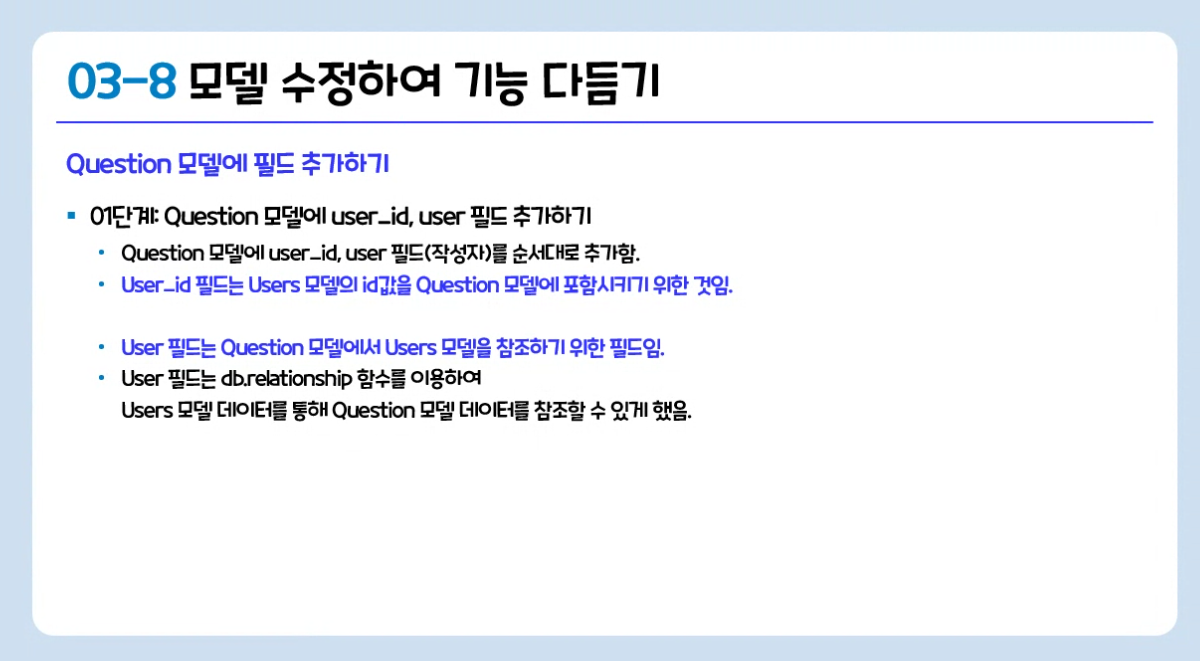 03-8 모델 수정하여 기능 다듬기
Question 모델에 필드 추가하기
▪ 01단계: Question 모델에 user_id, user 필드 추가하기
• Question 모델에 user_id, user 필드(작성자)를 순서대로 추가함.
• User_id 필드는 Users 모델의 id값을 Question 모델에 포함시키기 위한 것임.
• User 필드는 Question 모델에서 Users 모델을 참조하기 위한 필드임.
• User 필드는 db.relationship 함수를 이용하여
Users 모델 데이터를 통해 Question 모델 데이터를 참조할 수 있게 했음.